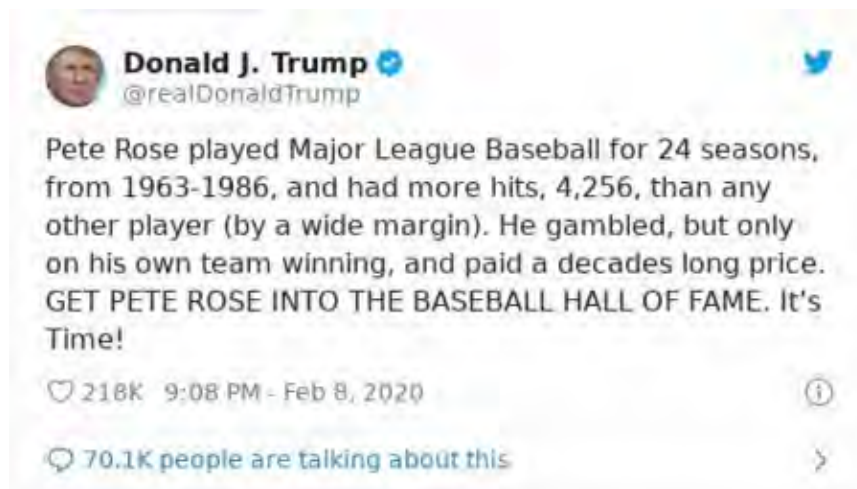 Donald J. Trump
@realDonaldTrump
Pete Rose played Major League Baseball for 24 seasons,
from 1963-1986, and had more hits, 4,256, than any
other player (by a wide margin). He gambled, but only
on his own team winning, and paid a decades long price.
GET PETE ROSE INTO THE BASEBALL HALL OF FAME. It's
Time!
218K 9:08 PM - Feb 8, 2020
70.1K people are talking about this